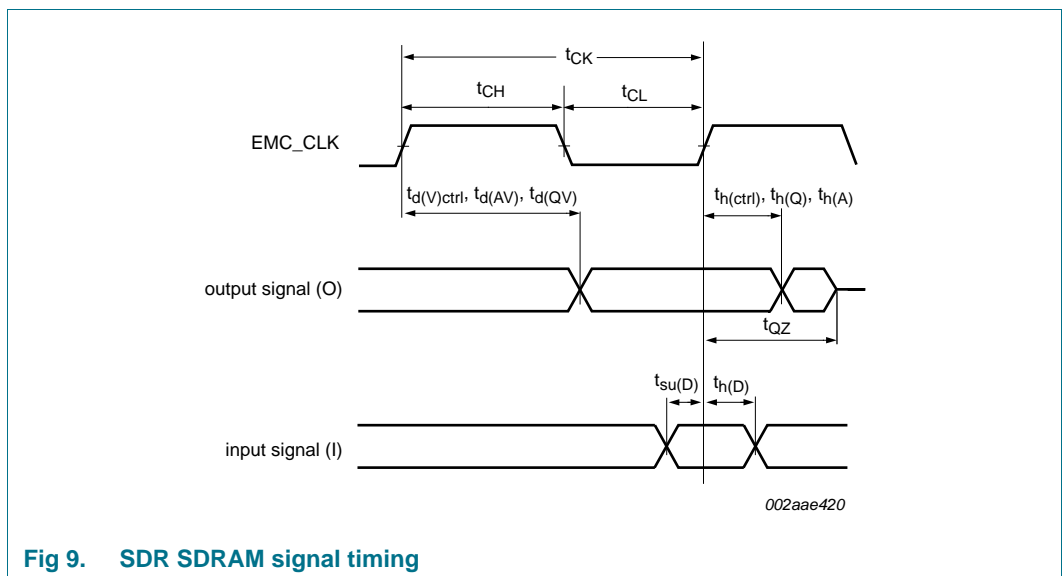 tCK
tCH
tCL
EMC_CLK
td(V)ctrl, td(AV), td(QV)
th(ctrl), th(Q), th(A)
output signal (O)
tQZ
tsu(D)
th(D)
input signal (I)
002aae420
Fig 9. SDR SDRAM signal timing